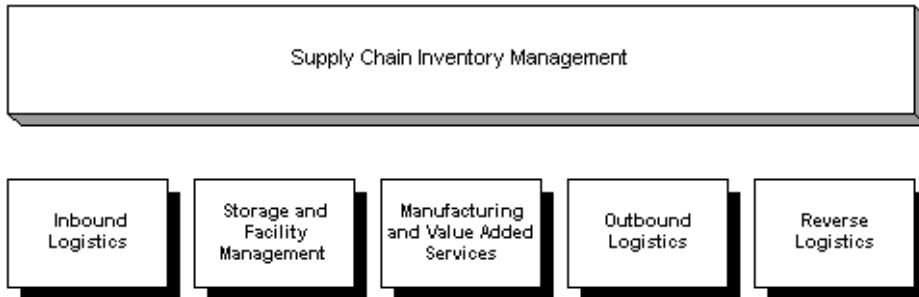 Supply Chain Inventory Management
Inbound
Logistics
Storage and
Facility
Management
Manufacturing
and Value Added
Services
Outbound
Logistics
Reverse
Logistics